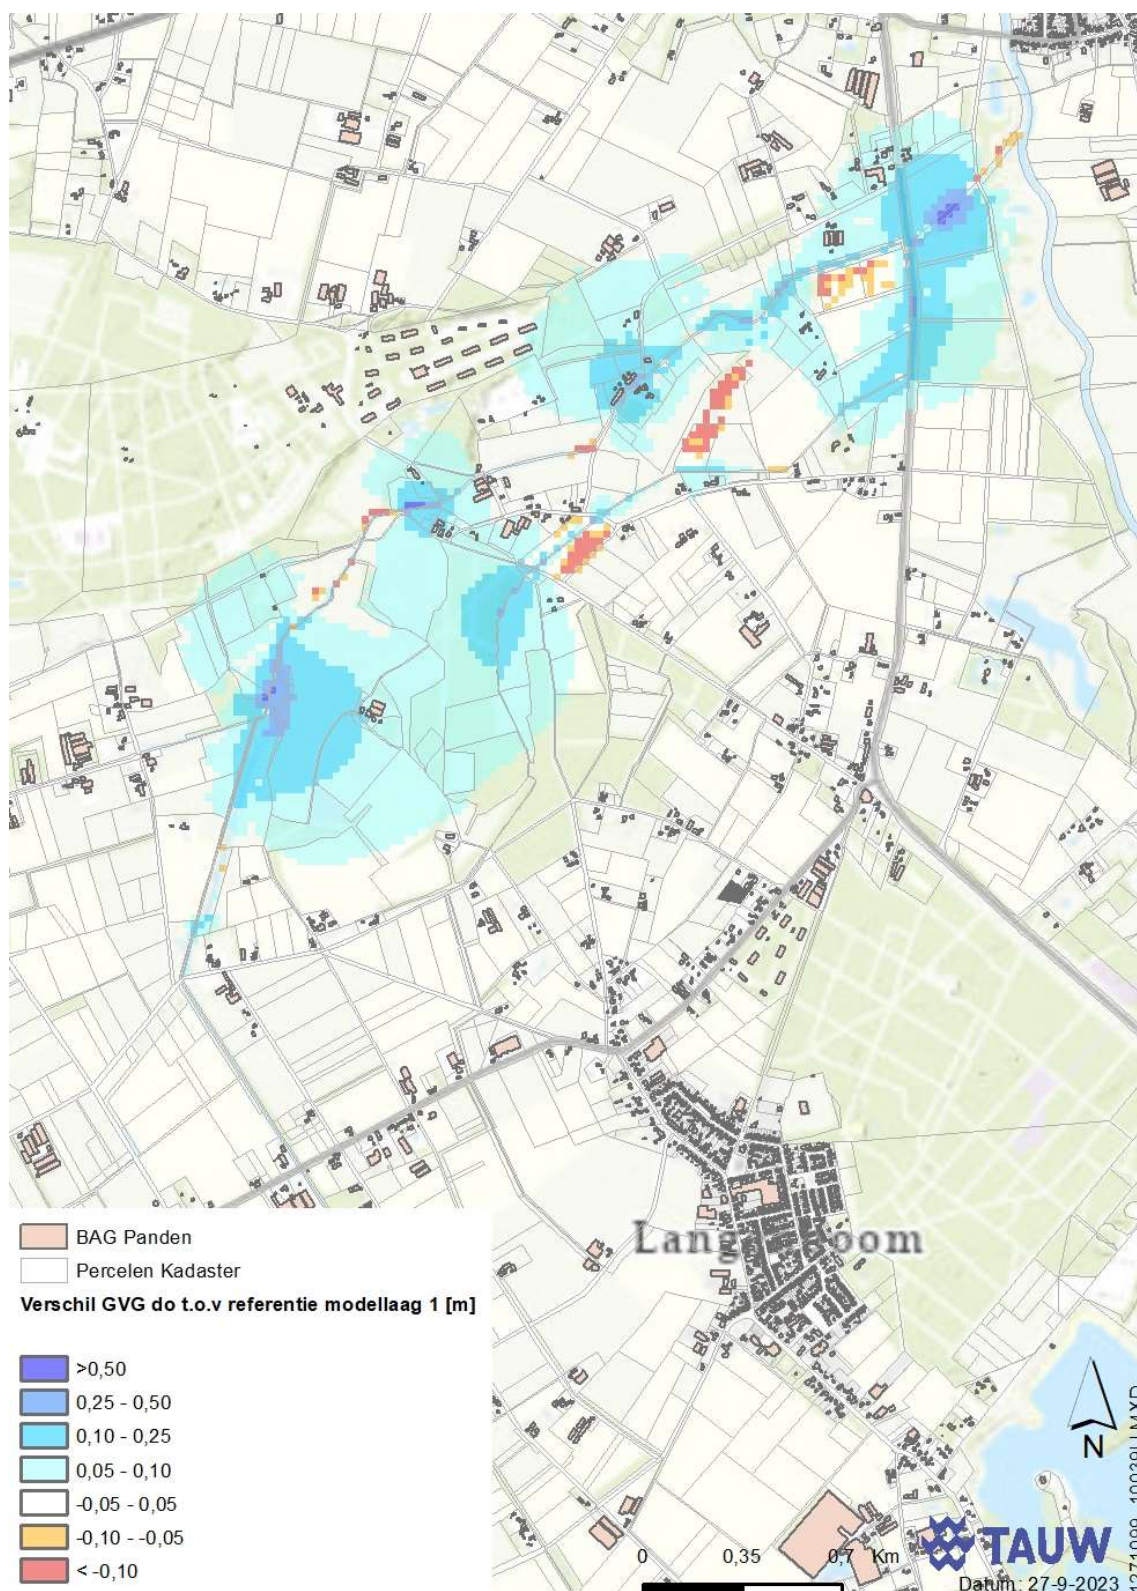 Lang oom
BAG Panden
Percelen Kadaster
Verschil GVG do t.o.v referentie modellaag 1 [m]
>0,50
0,25 - 0,50
0,10 - 0,25
0,05 - 0,10
-0,05 - 0,05
-0,10 - -0,05
< -0,10
N
0 0,35 0,7 Km
TAUW
Datum: 27-9-2023